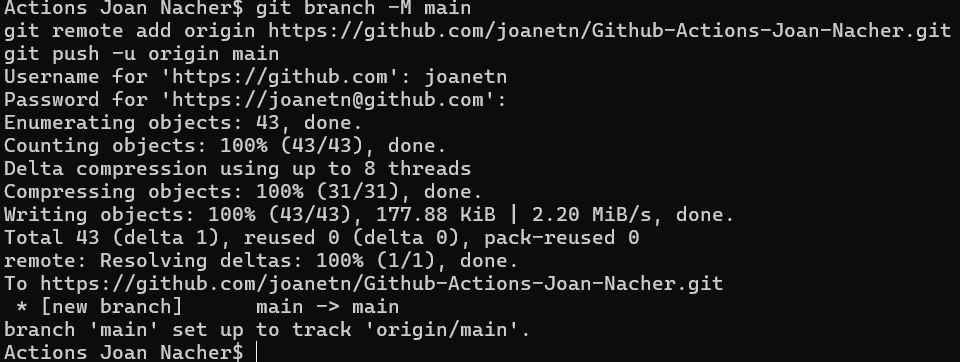 Actions Joan Nacher$ git branch -M main
git remote add origin https://github.com/joanetn/Github-Actions-Joan-Nacher.git
git push -u origin main
Username for 'https://github.com': joanetn
Password for 'https://joanetn@github.com':
Enumerating objects: 43, done.
Counting objects: 100% (43/43), done.
Delta compression using up to 8 threads
Compressing objects: 100% (31/31), done.
Writing objects: 100% (43/43), 177.88 KiB | 2.20 MiB/s, done.
Total 43 (delta 1), reused 0 (delta 0), pack-reused 0
remote: Resolving deltas: 100% (1/1), done.
To https://github.com/joanetn/Github-Actions-Joan-Nacher.git
 * [new branch]      main -> main
branch 'main' set up to track 'origin/main'.
Actions Joan Nacher$